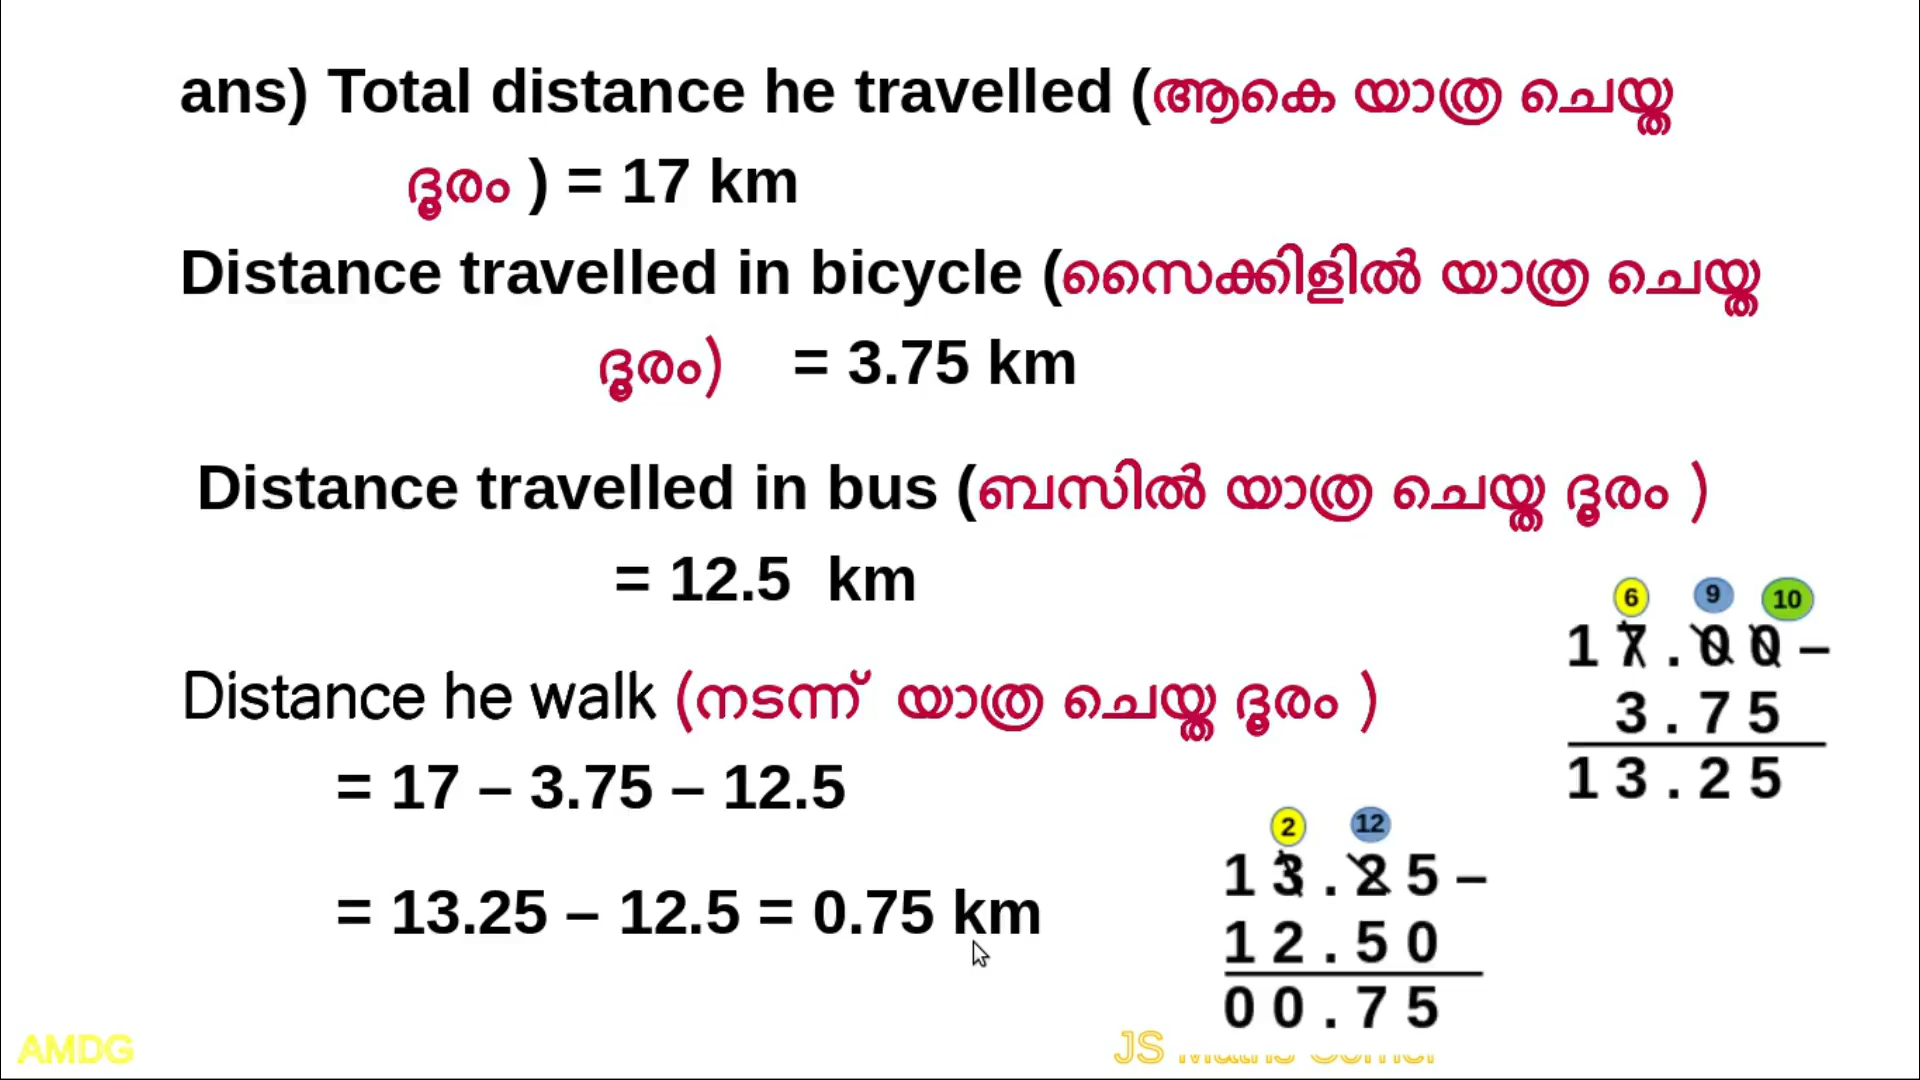 ans) Total distance he travelled (ആകെ യാത്ര ചെയ്ത
ദൂരം ) = 17 km
Distance travelled in bicycle (സൈക്കിളിൽ യാത്ര ചെയ്ത
ദൂരം) = 3.75 km
Distance travelled in bus (ബസിൽ യാത്ര ചെയ്ത ദൂരം )
= 12.5 km
Distance he walk (നടന്ന് യാത്ര ചെയ്ത ദൂരം )
= 17 – 3.75 – 12.5
= 13.25 – 12.5 = 0.75 km
6 9 10
17.00 –
3.75
13.25
2 12
13.25 –
12.50
00.75
AMDG
JS